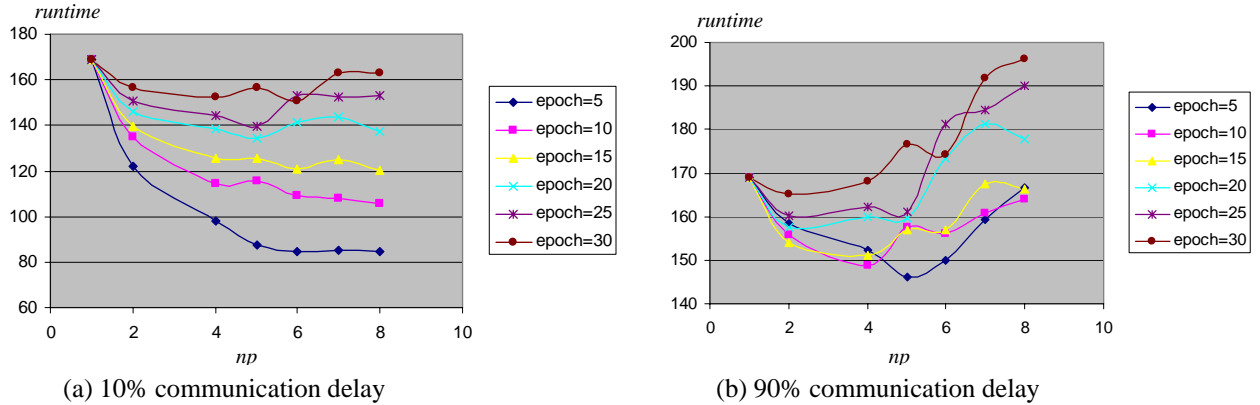 runtime
180
160
140
120
100
80
60
0
2
4
6
8
10
np
epoch=5
epoch=10
epoch=15
epoch=20
epoch=25
epoch=30
(a) 10% communication delay
runtime
200
190
180
170
160
150
140
0
2
4
6
8
10
np
epoch=5
epoch=10
epoch=15
epoch=20
epoch=25
epoch=30
(b) 90% communication delay